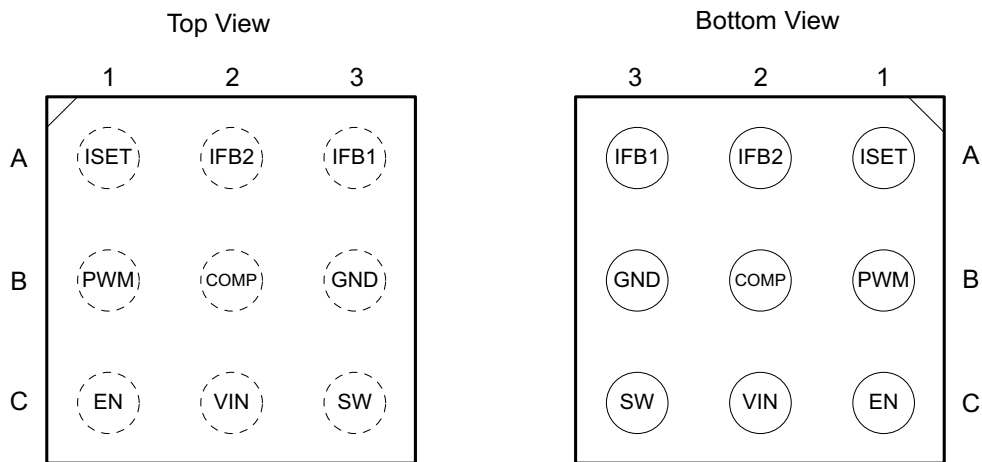 Top View
1 2 3
A ISET IFB2 IFB1
B PWM COMP GND
C EN VIN SW
Bottom View
3 2 1
IFB1 IFB2 ISET A
GND COMP PWM B
SW VIN EN C